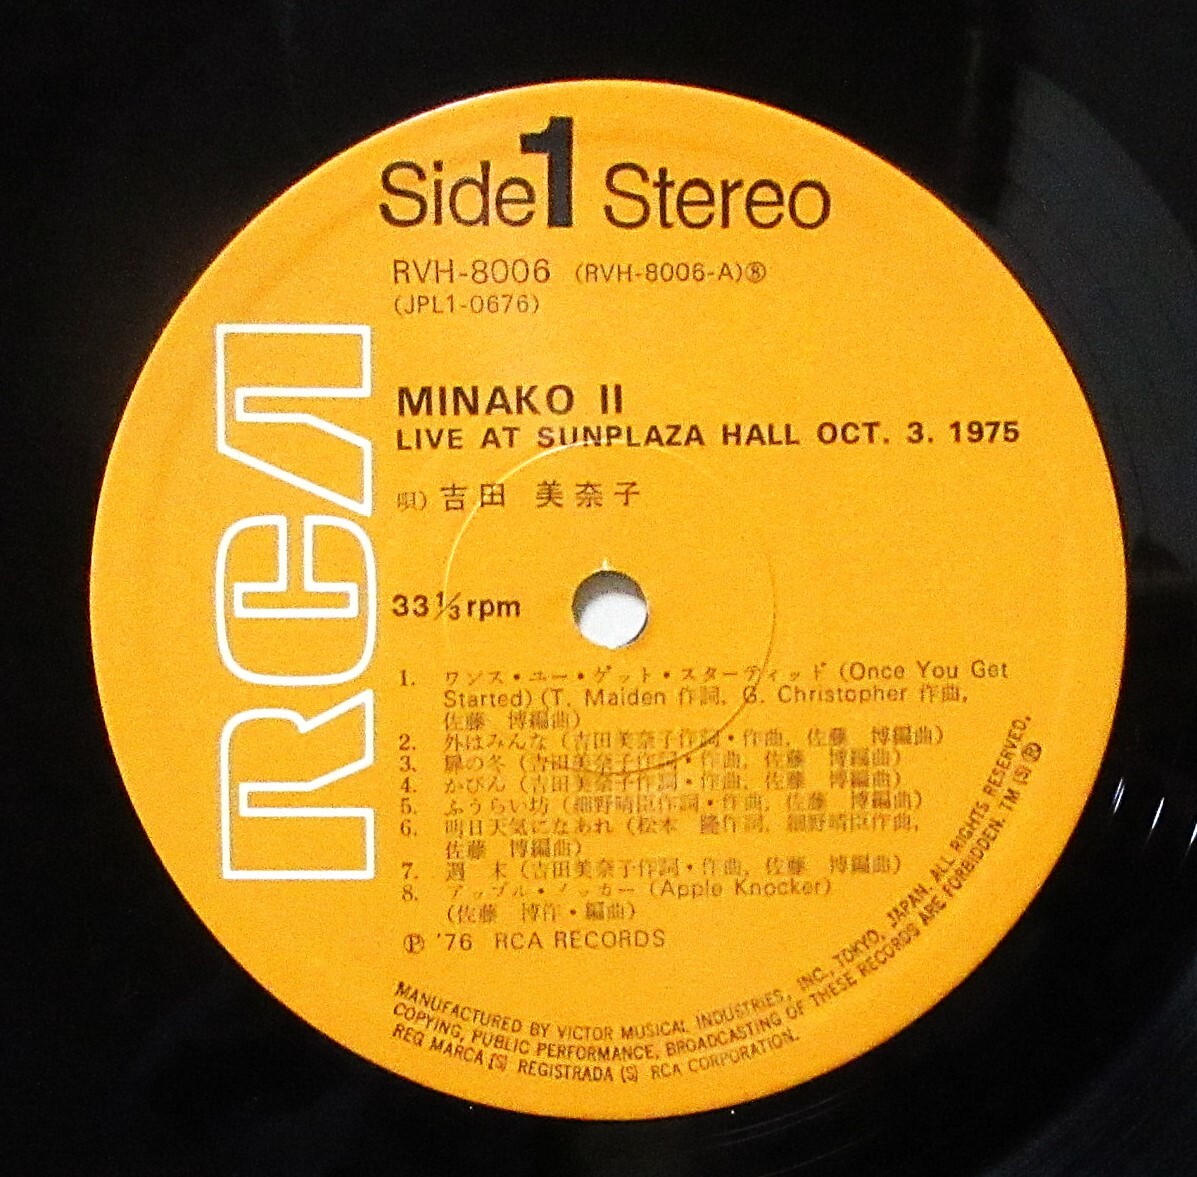 Side 1 Stereo
RVH-8006 (RVH-8006-A)Ⓢ
(JPL1-0676)
MINAKO II
LIVE AT SUNPLAZA HALL OCT. 3. 1975
唄) 吉田 美奈子
RCA
33⅓rpm
1. ワンス・ユー・ゲット・スターティッド (Once You Get
Started) (T. Maiden 作詞, G. Christopher 作曲,
佐藤 博編曲)
2. 外はみんな (吉田美奈子作詞・作曲, 佐藤 博編曲)
3. 扉の冬 (吉田美奈子作詞・作曲, 佐藤 博編曲)
4. かびん (吉田美奈子作詞・作曲, 佐藤 博編曲)
5. ふうらい坊 (細野晴臣作詞・作曲, 佐藤 博編曲)
6. 明日天気になあれ (松本 隆作詞, 細野晴臣作曲,
佐藤 博編曲)
7. 週 末 (吉田美奈子作詞・作曲, 佐藤 博編曲)
8. アップル・ノッカー (Apple Knocker)
(佐藤 博作・編曲)
Ⓟ '76 RCA RECORDS
MANUFACTURED BY VICTOR MUSICAL INDUSTRIES, INC., TOKYO, JAPAN. ALL RIGHTS RESERVED,
COPYING, PUBLIC PERFORMANCE, BROADCASTING OF THESE RECORDS ARE FORBIDDEN. TM (S) Ⓟ
REG MARCA (S) REGISTRADA (S) RCA CORPORATION.